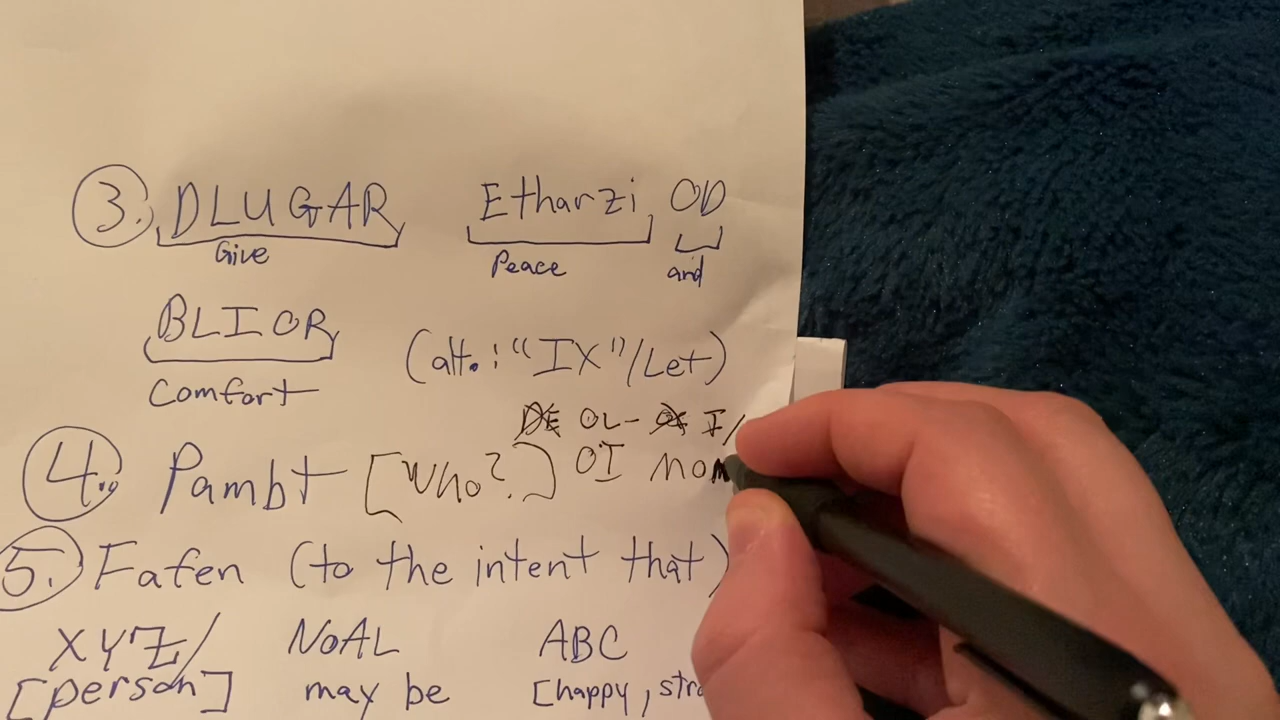 3. DLUGAR Etharzi OD
Give Peace and
BLIOR (alt.: "IX"/Let)
Comfort
OL- I/
4. Pambt [Who?] OI
5. Fafen (to the intent that)
XYZ/ NOAL ABC
[person] may be [happy,